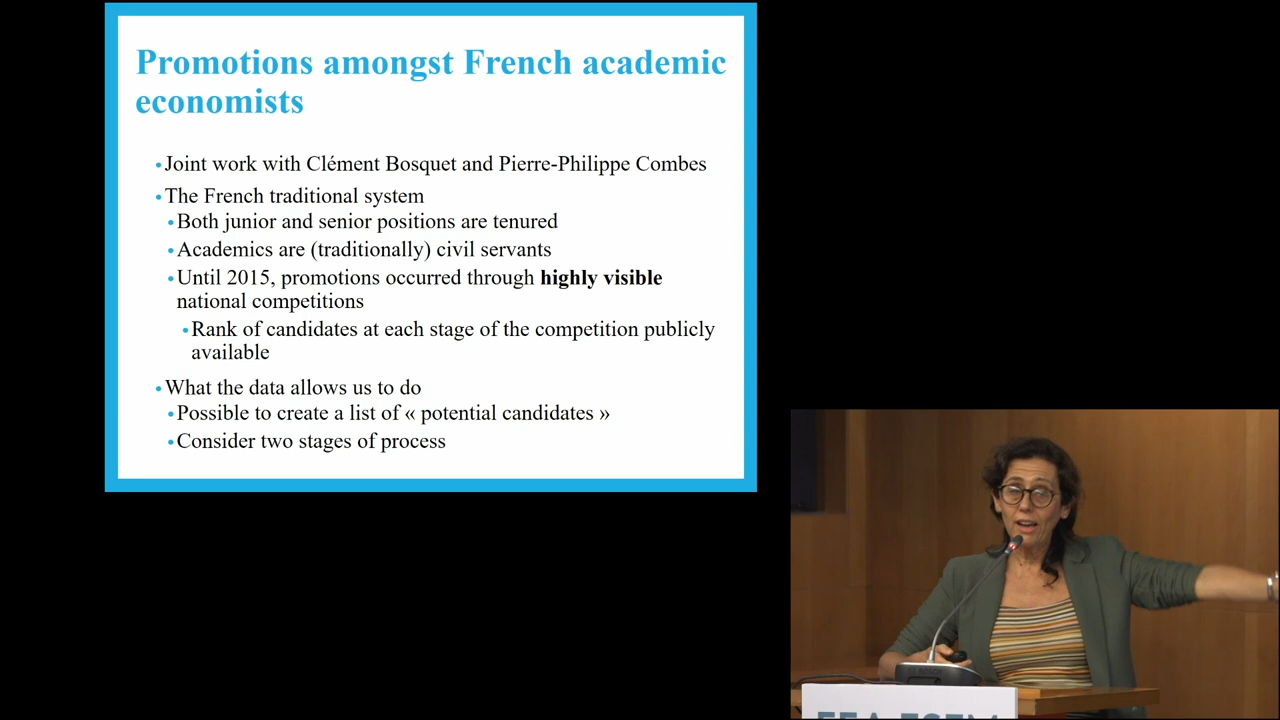 Promotions amongst French academic
economists
•Joint work with Clément Bosquet and Pierre-Philippe Combes
•The French traditional system
•Both junior and senior positions are tenured
•Academics are (traditionally) civil servants
•Until 2015, promotions occurred through highly visible
national competitions
•Rank of candidates at each stage of the competition publicly
available
•What the data allows us to do
•Possible to create a list of « potential candidates »
•Consider two stages of process